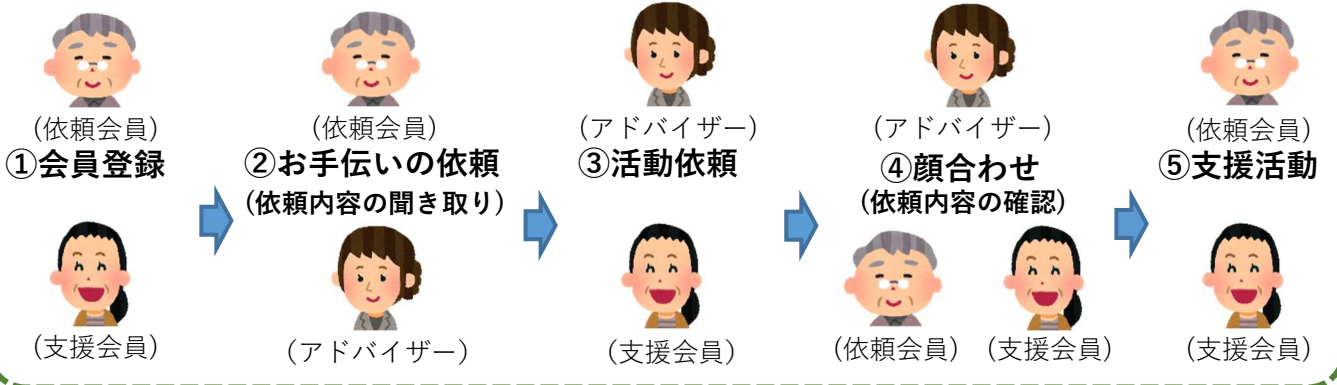 (依頼会員)
①会員登録
(支援会員)
(依頼会員)
②お手伝いの依頼
(依頼内容の聞き取り)
(アドバイザー)
(アドバイザー)
③活動依頼
(支援会員)
(アドバイザー)
④顔合わせ
(依頼内容の確認)
(依頼会員) (支援会員)
(依頼会員)
⑤支援活動
(支援会員)